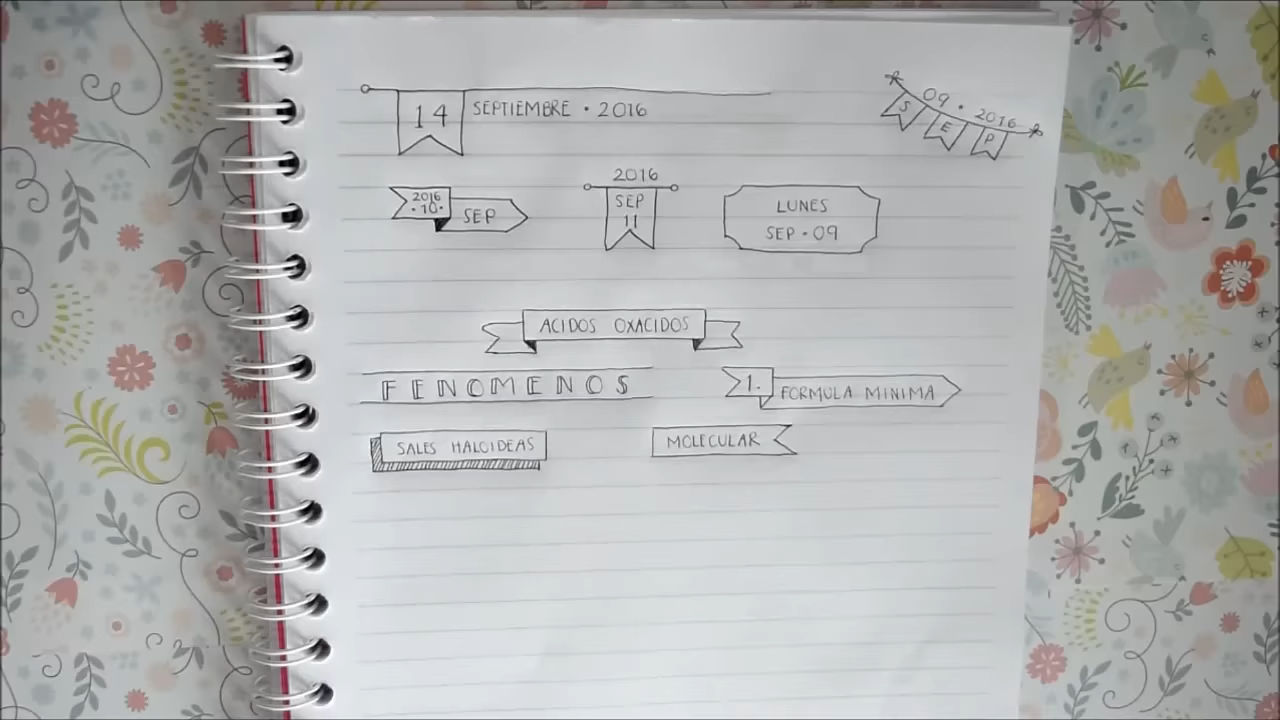 14 SEPTIEMBRE · 2016
09 · 2016
SEP
2016
· 10 ·
SEP
2016
SEP
11
LUNES
SEP · 09
ACIDOS OXACIDOS
FENOMENOS
1. FORMULA MINIMA
SALES HALOIDEAS
MOLECULAR